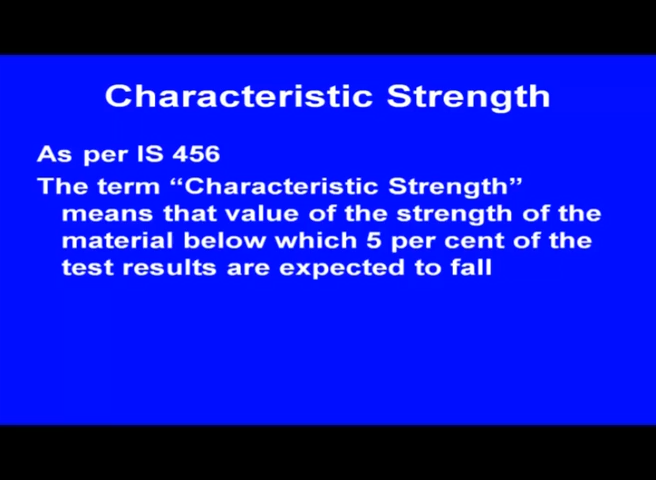 Characteristic Strength
As per IS 456
The term “Characteristic Strength”
means that value of the strength of the
material below which 5 per cent of the
test results are expected to fall